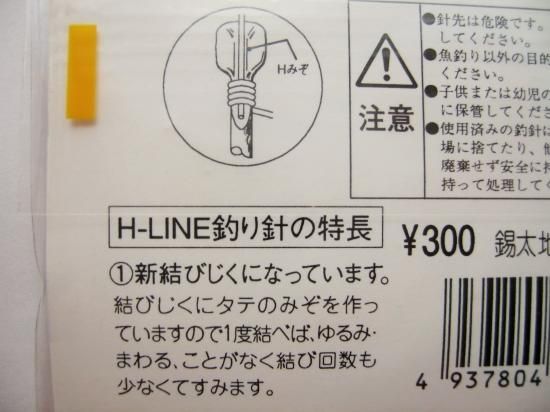 Hみぞ
注意
●針先は危険です。
してください。
●魚釣り以外の目的
ください。
●子供または幼児の
に保管してくださ
●使用済みの釣針に
場に捨てたり、
廃棄せず安全に持
持って処理してく
H-LINE釣り針の特長
¥300 錫太地
①新結びじくになっています。
結びじくにタテのみぞを作っ
ていますので1度結べば、ゆるみ・
まわる、ことがなく結び回数も
少なくてすみます。
4 937804